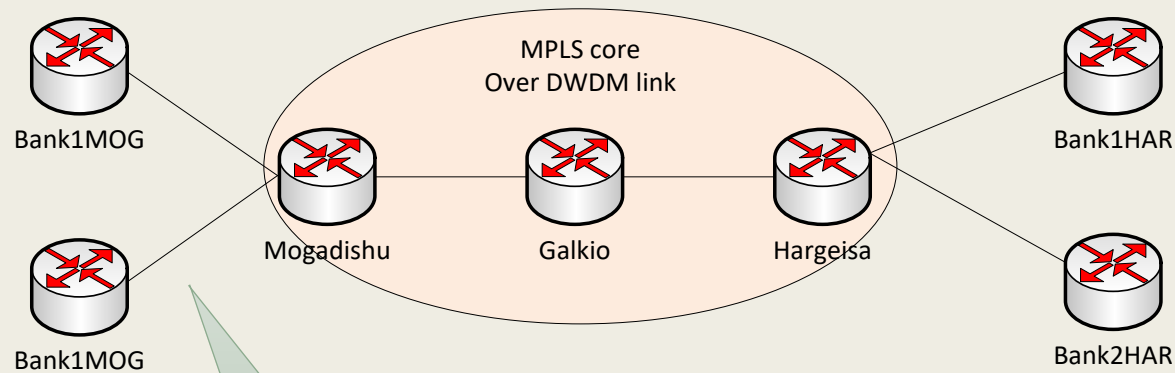 MPLS core
Over DWDM link
Bank1MOG
Bank1HAR
Mogadishu
Galkio
Hargeisa
Bank1MOG
Bank2HAR